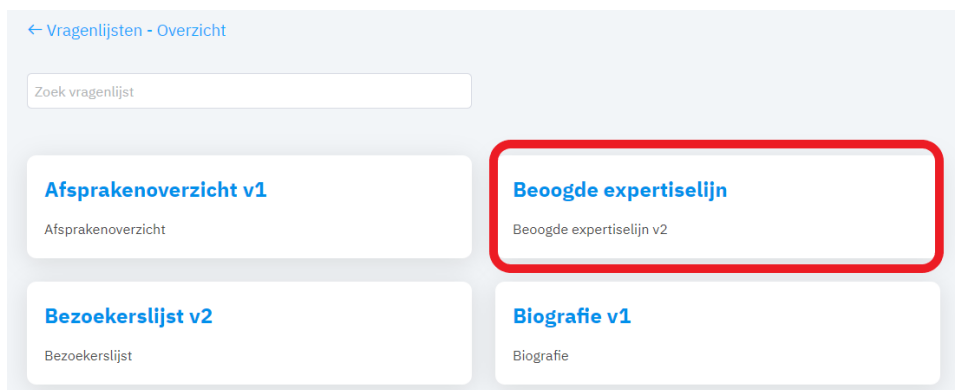 ← Vragenlijsten - Overzicht
Zoek vragenlijst
Afsprakenoverzicht v1
Afsprakenoverzicht
Beoogde expertiselijn
Beoogde expertiselijn v2
Bezoekerslijst v2
Bezoekerslijst
Biografie v1
Biografie